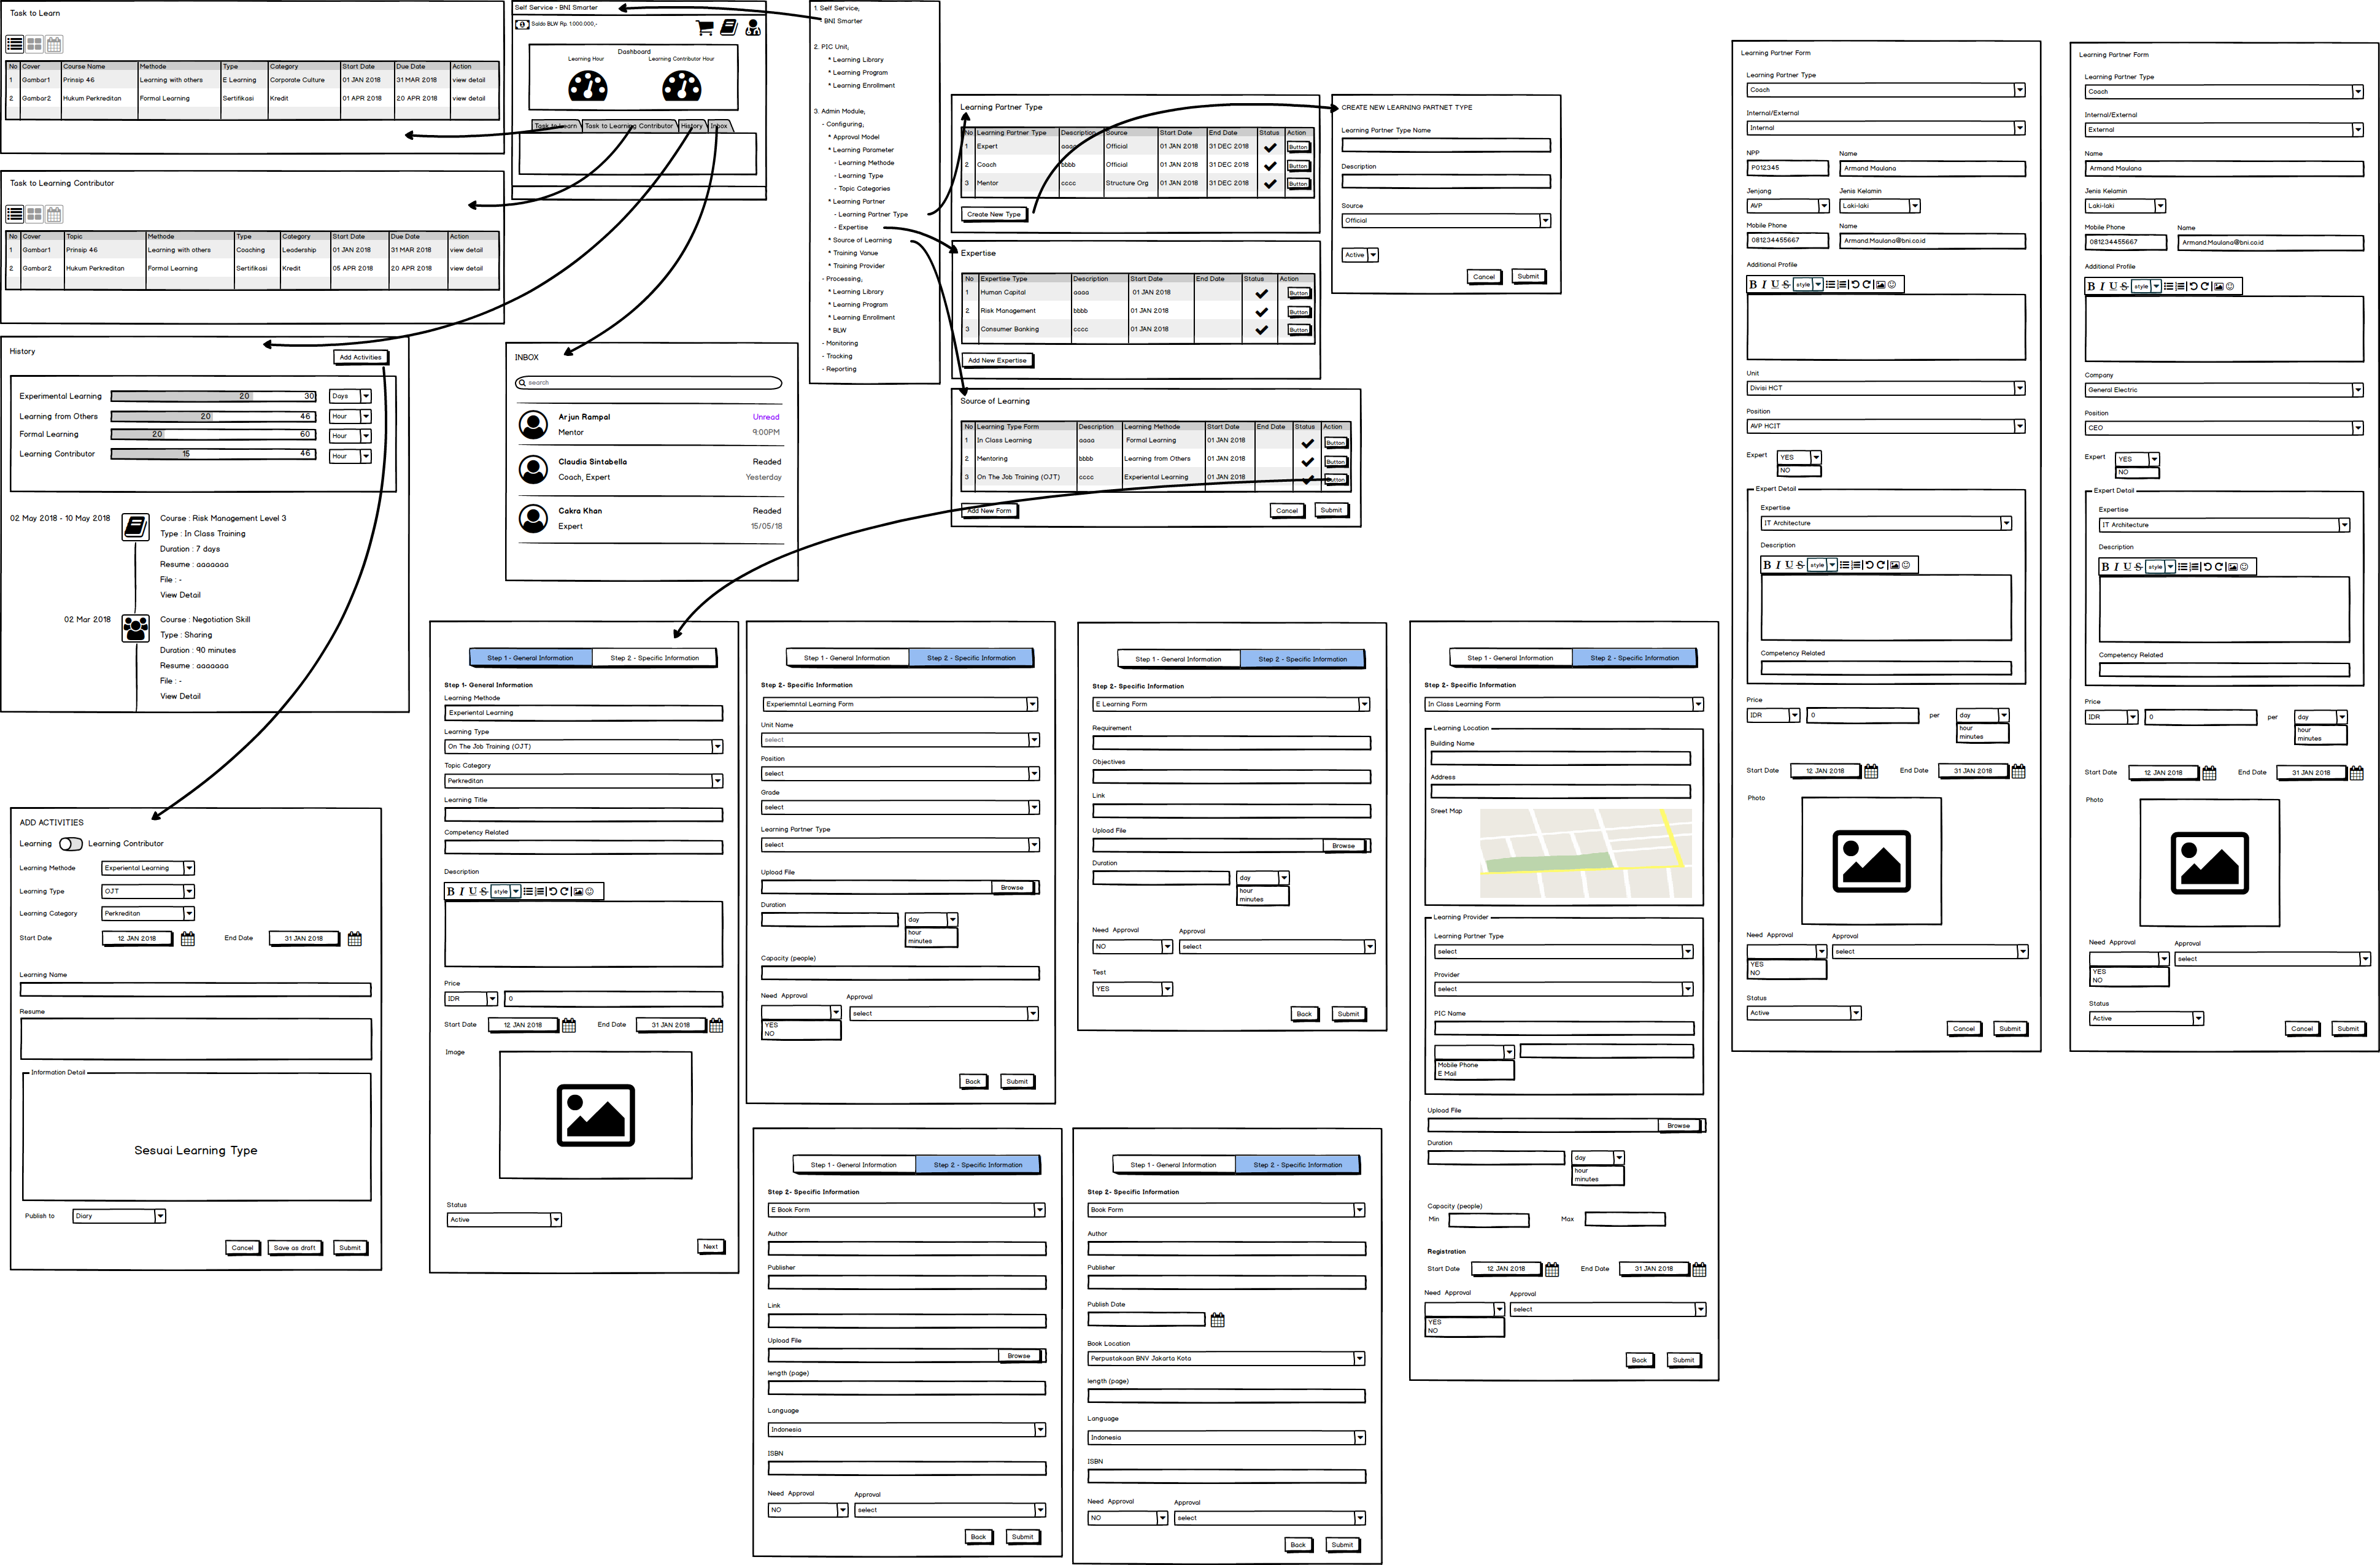 Task to Learn
No Cover Course Name Methode Type Category Start Date Due Date Action
1 Gambar1 Prinsip 46 Learning with others E Learning Corporate Culture 01 JAN 2018 31 MAR 2018 view detail
2 Gambar2 Hukum Perkreditan Formal Learning Sertifikasi Kredit 01 APR 2018 20 APR 2018 view detail
Task to Learning Contributor
No Cover Topic Methode Type Category Start Date Due Date Action
1 Gambar1 Prinsip 46 Learning with others Coaching Leadership 01 JAN 2018 31 MAR 2018 view detail
2 Gambar2 Hukum Perkreditan Formal Learning Sertifikasi Kredit 05 APR 2018 20 APR 2018 view detail
Self Service - BNI Smarter
Saldo BLW Rp. 1.000.000,-
Dashboard
Learning Hour Learning Contributor Hour
Task to Learn Task to Learning Contributor History Inbox
1. Self Service;
- BNI Smarter
2. PIC Unit;
* Learning Library
* Learning Program
* Learning Enrollment
3. Admin Module;
- Configuring;
* Approval Model
* Learning Parameter
- Learning Methode
- Learning Type
- Topic Categories
* Learning Partner
- Learning Partner Type
- Expertise
* Source of Learning
* Training Vanue
* Training Provider
- Processing;
* Learning Library
* Learning Program
* Learning Enrollment
* BLW
- Monitoring
- Tracking
- Reporting
History
Add Activities
Experimental Learning 20 30 Days
Learning from Others 20 46 Hour
Formal Learning 20 60 Hour
Learning Contributor 15 46 Hour
02 May 2018 - 10 May 2018
Course : Risk Management Level 3
Type : In Class Training
Duration : 7 days
Resume : aaaaaaa
File : -
View Detail
02 Mar 2018
Course : Negotiation Skill
Type : Sharing
Duration : 90 minutes
Resume : aaaaaaa
File : -
View Detail
INBOX
search
Arjun Rampal Unread
Mentor 9:00PM
Claudia Sintabella Readed
Coach, Expert Yesterday
Cakra Khan Readed
Expert 15/05/18
Learning Partner Type
No Learning Partner Type Description Source Start Date End Date Status Action
1 Expert aaaa Official 01 JAN 2018 31 DEC 2018 Button
2 Coach bbbb Official 01 JAN 2018 31 DEC 2018 Button
3 Mentor cccc Structure Org 01 JAN 2018 31 DEC 2018 Button
Create New Type
Expertise
No Expertise Type Description Start Date End Date Status Action
1 Human Capital aaaa 01 JAN 2018 Button
2 Risk Management bbbb 01 JAN 2018 Button
3 Consumer Banking cccc 01 JAN 2018 Button
Add New Expertise
Source of Learning
No Learning Type Form Description Learning Methode Start Date End Date Status Action
1 In Class Learning aaaa Formal Learning 01 JAN 2018 Button
2 Mentoring bbbb Learning from Others 01 JAN 2018 Button
3 On The Job Training (OJT) cccc Experiental Learning 01 JAN 2018 Button
Add New Form Cancel Submit
CREATE NEW LEARNING PARTNET TYPE
Learning Partner Type Name
Description
Source
Official
Active
Cancel Submit
ADD ACTIVITIES
Learning Learning Contributor
Learning Methode Experiental Learning
Learning Type OJT
Learning Category Perkreditan
Start Date 12 JAN 2018 End Date 31 JAN 2018
Learning Name
Resume
Information Detail
Sesuai Learning Type
Publish to Diary
Cancel Save as draft Submit
Step 1 - General Information Step 2 - Specific Information
Step 1- General Information
Learning Methode
Experiental Learning
Learning Type
On The Job Training (OJT)
Topic Category
Perkreditan
Learning Title
Competency Related
Description
B I U S style
Price
IDR 0
Start Date 12 JAN 2018 End Date 31 JAN 2018
Image
Status
Active
Next
Step 1 - General Information Step 2 - Specific Information
Step 2- Specific Information
Experiemntal Learning Form
Unit Name
select
Position
select
Grade
select
Learning Partner Type
select
Upload File
Browse
Duration
day
hour
minutes
Capacity (people)
Need Approval Approval
select
YES
NO
Back Submit
Step 1 - General Information Step 2 - Specific Information
Step 2- Specific Information
E Learning Form
Requirement
Objectives
Link
Upload File
Browse
Duration
day
hour
minutes
Need Approval Approval
NO select
Test
YES
Back Submit
Step 1 - General Information Step 2 - Specific Information
Step 2- Specific Information
In Class Learning Form
Learning Location
Building Name
Address
Sreet Map
Learning Provider
Learning Partner Type
select
Provider
select
PIC Name
Mobile Phone
E Mail
Upload File
Browse
Duration
day
hour
minutes
Capacity (people)
Min Max
Registration
Start Date 12 JAN 2018 End Date 31 JAN 2018
Need Approval Approval
select
YES
NO
Back Submit
Step 1 - General Information Step 2 - Specific Information
Step 2- Specific Information
E Book Form
Author
Publisher
Link
Upload File
Browse
length (page)
Language
Indonesia
ISBN
Need Approval Approval
NO select
Back Submit
Step 1 - General Information Step 2 - Specific Information
Step 2- Specific Information
Book Form
Author
Publisher
Publish Date
Book Location
Perpustakaan BNV Jakarta Kota
length (page)
Language
Indonesia
ISBN
Need Approval Approval
NO select
Back Submit
Learning Partner Form
Learning Partner Type
Coach
Internal/External
Internal
NPP Name
P012345 Armand Maulana
Jenjang Jenis Kelamin
AVP Laki-laki
Mobile Phone Name
081234455667 Armand.Maulana@bni.co.id
Additional Profile
B I U S style
Unit
Divisi HCT
Position
AVP HCIT
Expert YES
NO
Expert Detail
Expertise
IT Architecture
Description
B I U S style
Competency Related
Price
IDR 0 per day
hour
minutes
Start Date 12 JAN 2018 End Date 31 JAN 2018
Photo
Need Approval Approval
select
YES
NO
Status
Active
Cancel Submit
Learning Partner Form
Learning Partner Type
Coach
Internal/External
External
Name
Armand Maulana
Jenis Kelamin
Laki-laki
Mobile Phone Name
081234455667 Armand.Maulana@bni.co.id
Additional Profile
B I U S style
Company
General Electric
Position
CEO
Expert YES
NO
Expert Detail
Expertise
IT Architecture
Description
B I U S style
Competency Related
Price
IDR 0 per day
hour
minutes
Start Date 12 JAN 2018 End Date 31 JAN 2018
Photo
Need Approval Approval
select
YES
NO
Status
Active
Cancel Submit